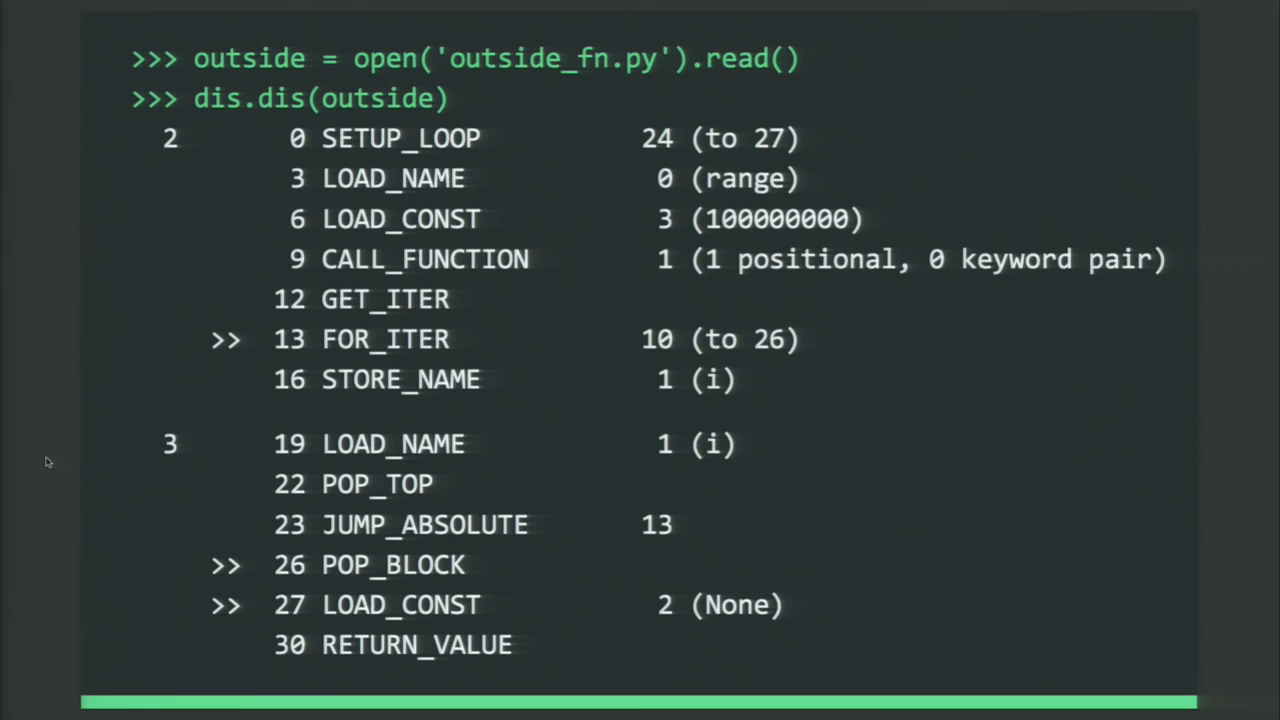 >>> outside = open('outside_fn.py').read()
>>> dis.dis(outside)
2 0 SETUP_LOOP 24 (to 27)
3 LOAD_NAME 0 (range)
6 LOAD_CONST 3 (100000000)
9 CALL_FUNCTION 1 (1 positional, 0 keyword pair)
12 GET_ITER
>> 13 FOR_ITER 10 (to 26)
16 STORE_NAME 1 (i)
3 19 LOAD_NAME 1 (i)
22 POP_TOP
23 JUMP_ABSOLUTE 13
>> 26 POP_BLOCK
>> 27 LOAD_CONST 2 (None)
30 RETURN_VALUE